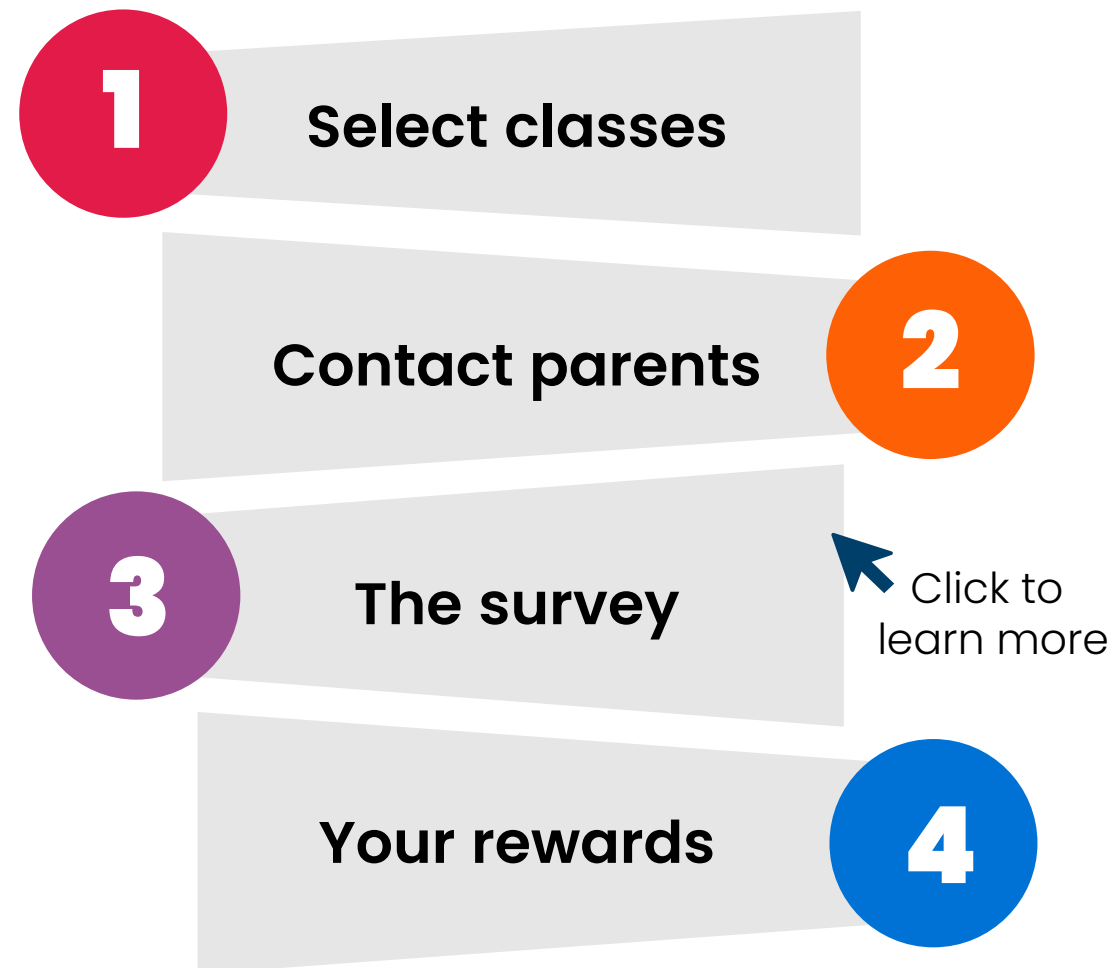 1
Select classes
Contact parents
2
3
The survey
Click to
learn more
Your rewards
4